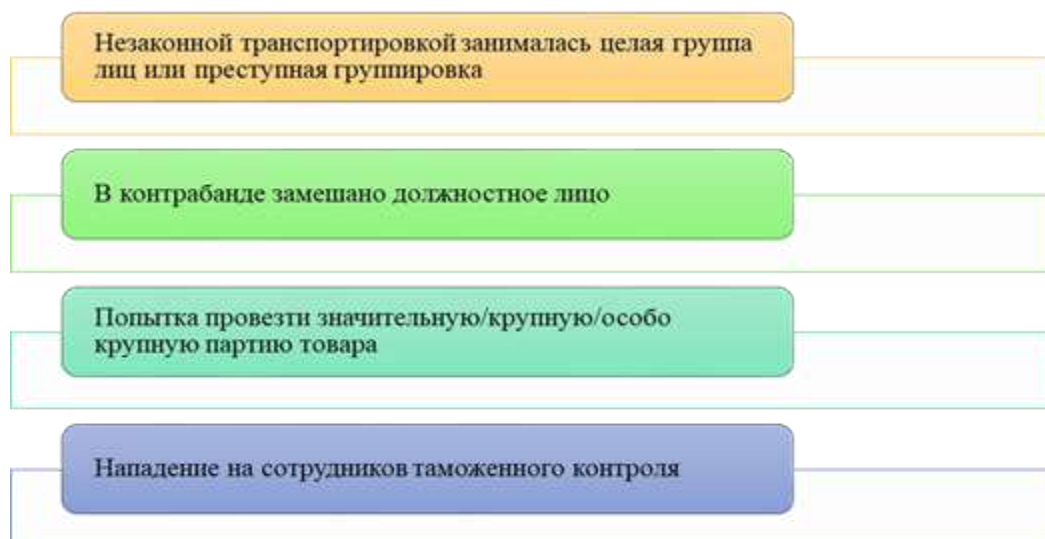 Незаконной транспортировкой занималась целая группа
лиц или преступная группировка
В контрабанде замешано должностное лицо
Попытка провезти значительную/крупную/особо
крупную партию товара
Нападение на сотрудников таможенного контроля